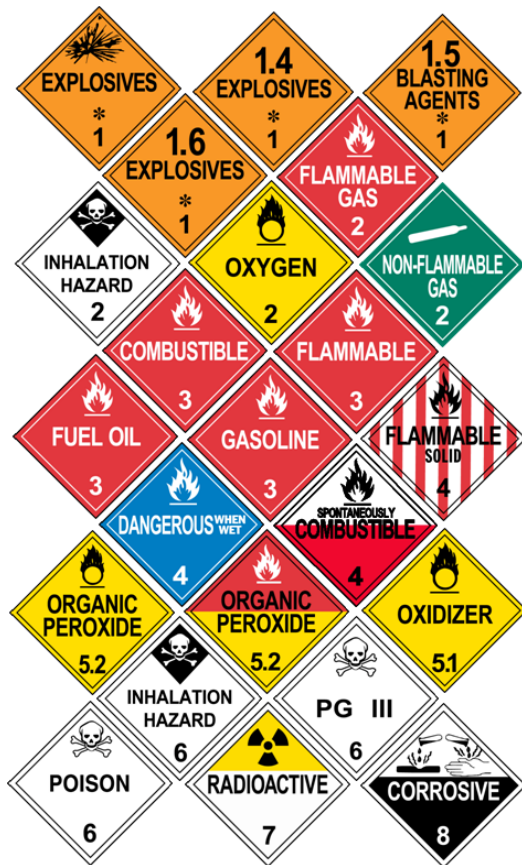 EXPLOSIVES
*
1
1.4
EXPLOSIVES
*
1
1.5
BLASTING
AGENTS
*
1
1.6
EXPLOSIVES
*
1
FLAMMABLE
GAS
2
INHALATION
HAZARD
2
OXYGEN
2
NON-FLAMMABLE
GAS
2
COMBUSTIBLE
3
FLAMMABLE
3
FUEL OIL
3
GASOLINE
3
FLAMMABLE
SOLID
4
DANGEROUS WHEN
WET
4
SPONTANEOUSLY
COMBUSTIBLE
4
ORGANIC
PEROXIDE
5.2
ORGANIC
PEROXIDE
5.2
OXIDIZER
5.1
INHALATION
HAZARD
6
PG III
6
POISON
6
RADIOACTIVE
7
CORROSIVE
8